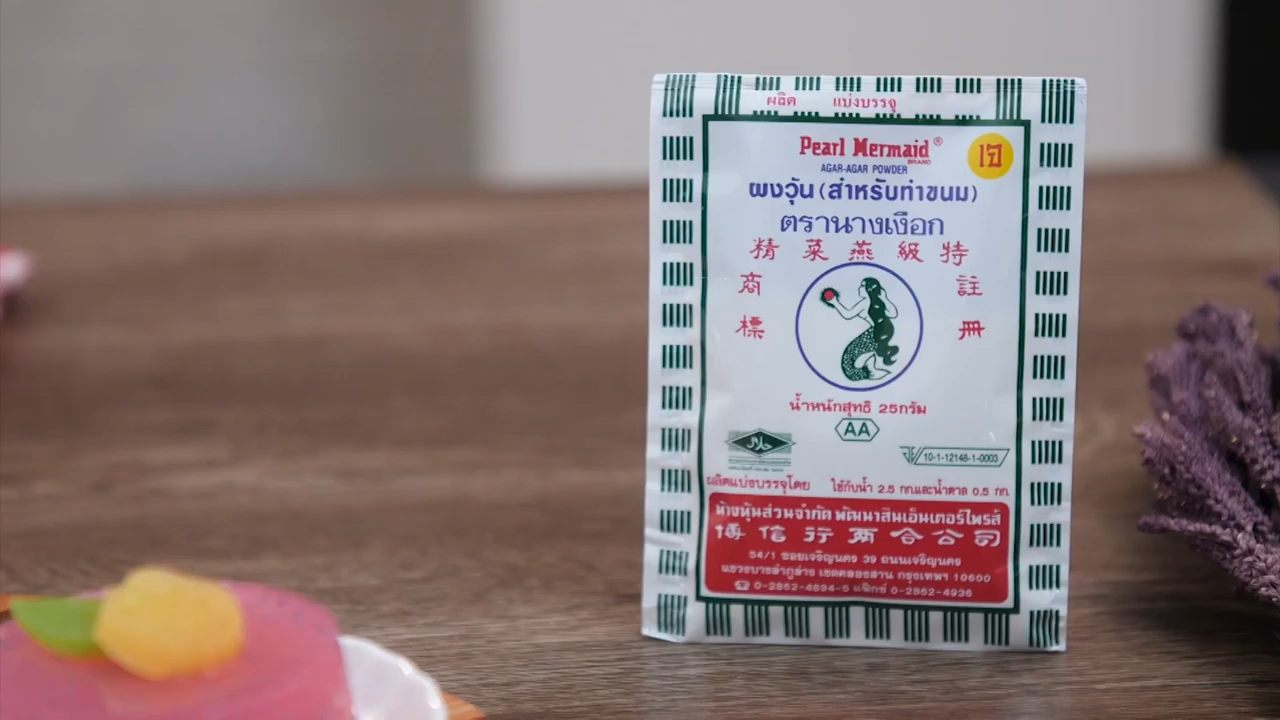 ผลิต แบ่งบรรจุ
Pearl Mermaid®
BRAND
เจ
AGAR-AGAR POWDER
ผงวุ้น (สำหรับทำขนม)
ตรานางเงือก
精菜燕級特
商 註
標 冊
น้ำหนักสุทธิ 25กรัม
AA
حلال
10-1-12148-1-0003
ผลิตแบ่งบรรจุโดย ใช้กับน้ำ 2.5 กก.และน้ำตาล 0.5 กก.
ห้างหุ้นส่วนจำกัด พัฒนาสินเอ็นเตอร์ไพรส์
博信行兩合公司
54/1 ซอยเจริญนคร 39 ถนนเจริญนคร
แขวงบางลำภูล่าง เขตคลองสาน กรุงเทพฯ 10600
☎ 0-2862-4894-5 แฟ็กซ์ 0-2862-4936